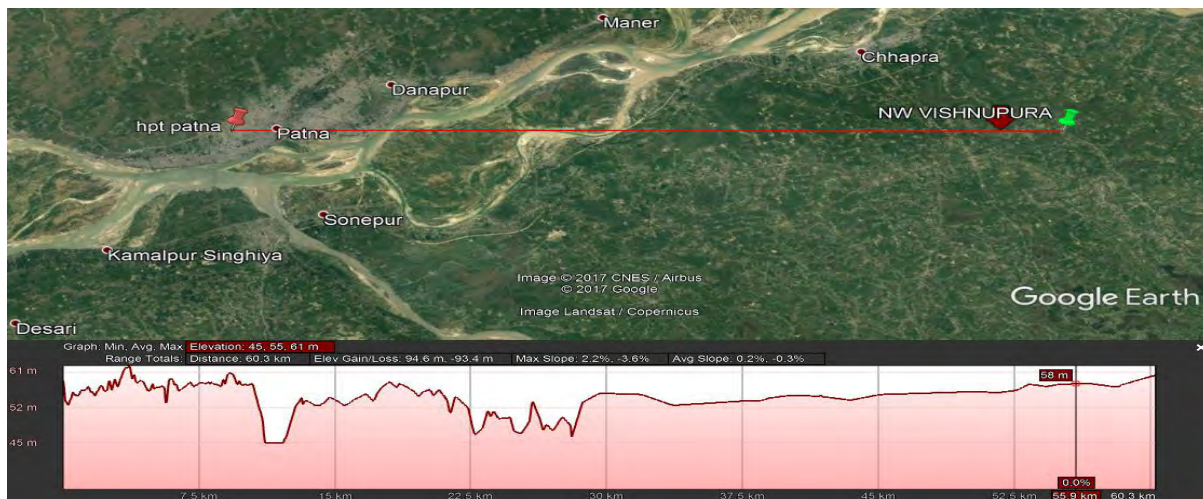 Maner
Chhapra
Danapur
hpt patna
Patna
NW VISHNUPURA
Sonepur
Kamalpur Singhiya
Image © 2017 CNES / Airbus
© 2017 Google
Image Landsat / Copernicus
Google Earth
Desari
Graph: Min, Avg, Max Elevation: 45, 55, 61 m
Range Totals: Distance: 60.3 km Elev Gain/Loss: 94.6 m, -93.4 m Max Slope: 2.2%, -3.6% Avg Slope: 0.2%, -0.3%
61 m
58 m
52 m
45 m
0.0%
7.5 km 15 km 22.5 km 30 km 37.5 km 45 km 52.5 km 55.9 km 60.3 km